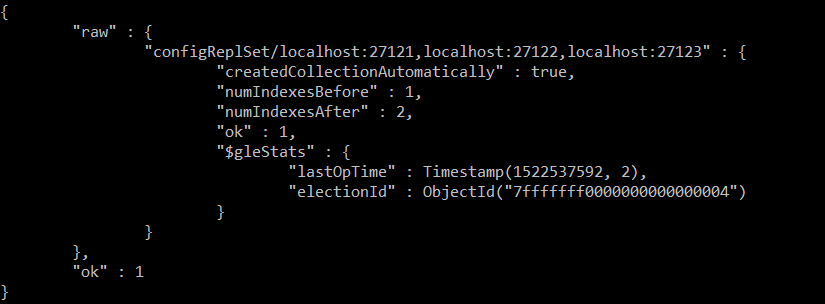 {
"raw" : {
"configReplSet/localhost:27121,localhost:27122,localhost:27123" : {
"createdCollectionAutomatically" : true,
"numIndexesBefore" : 1,
"numIndexesAfter" : 2,
"ok" : 1,
"$gleStats" : {
"lastOpTime" : Timestamp(1522537592, 2),
"electionId" : ObjectId("7fffffff0000000000000004")
}
}
},
"ok" : 1
}